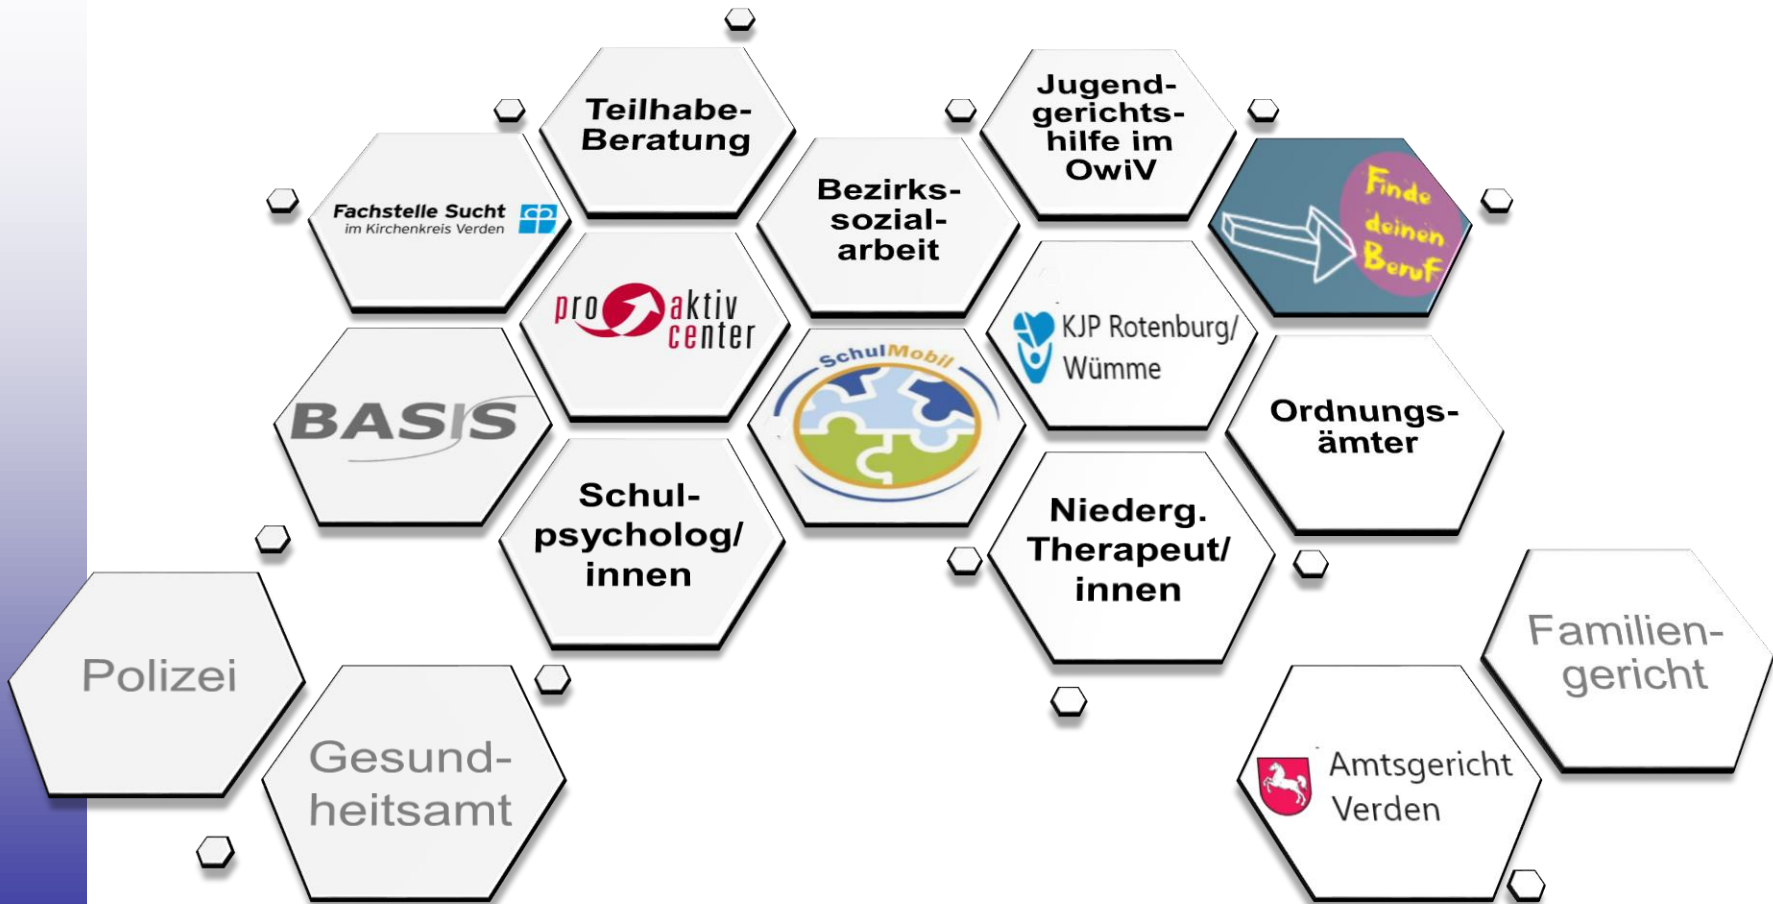 Teilhabe-
Beratung
Jugend-
gerichts-
hilfe im
OwiV
Fachstelle Sucht
im Kirchenkreis Verden
Bezirks-
sozial-
arbeit
Finde
deinen
Beruf
pro aktiv
center
KJP Rotenburg/
Wümme
BASIS
SchulMobil
Ordnungs-
ämter
Schul-
psycholog/
innen
Niederg.
Therapeut/
innen
Polizei
Familien-
gericht
Gesund-
heitsamt
Amtsgericht
Verden